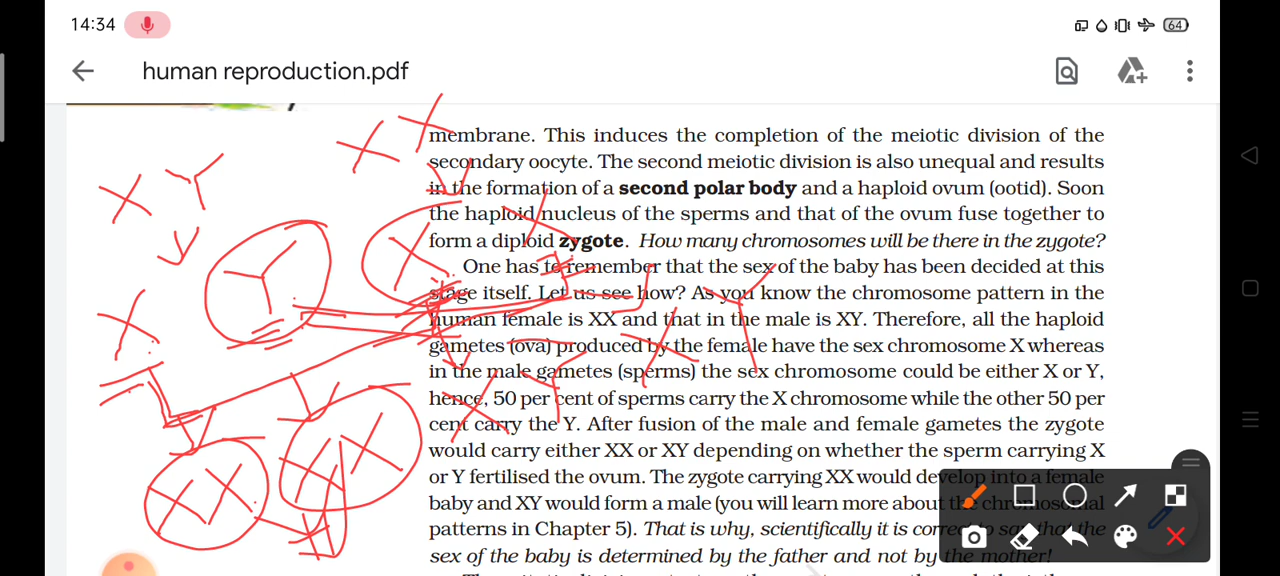 14:34
64
human reproduction.pdf
membrane. This induces the completion of the meiotic division of the
secondary oocyte. The second meiotic division is also unequal and results
in the formation of a second polar body and a haploid ovum (ootid). Soon
the haploid nucleus of the sperms and that of the ovum fuse together to
form a diploid zygote. How many chromosomes will be there in the zygote?
One has to remember that the sex of the baby has been decided at this
stage itself. Let us see how? As you know the chromosome pattern in the
human female is XX and that in the male is XY. Therefore, all the haploid
gametes (ova) produced by the female have the sex chromosome X whereas
in the male gametes (sperms) the sex chromosome could be either X or Y,
hence, 50 per cent of sperms carry the X chromosome while the other 50 per
cent carry the Y. After fusion of the male and female gametes the zygote
would carry either XX or XY depending on whether the sperm carrying X
or Y fertilised the ovum. The zygote carrying XX would develop into a female
baby and XY would form a male (you will learn more about the chromosomal
patterns in Chapter 5). That is why, scientifically it is correct to say that the
sex of the baby is determined by the father and not by the mother!
X Y
X X
Y
X
X
X Y
X Y
X X
X X